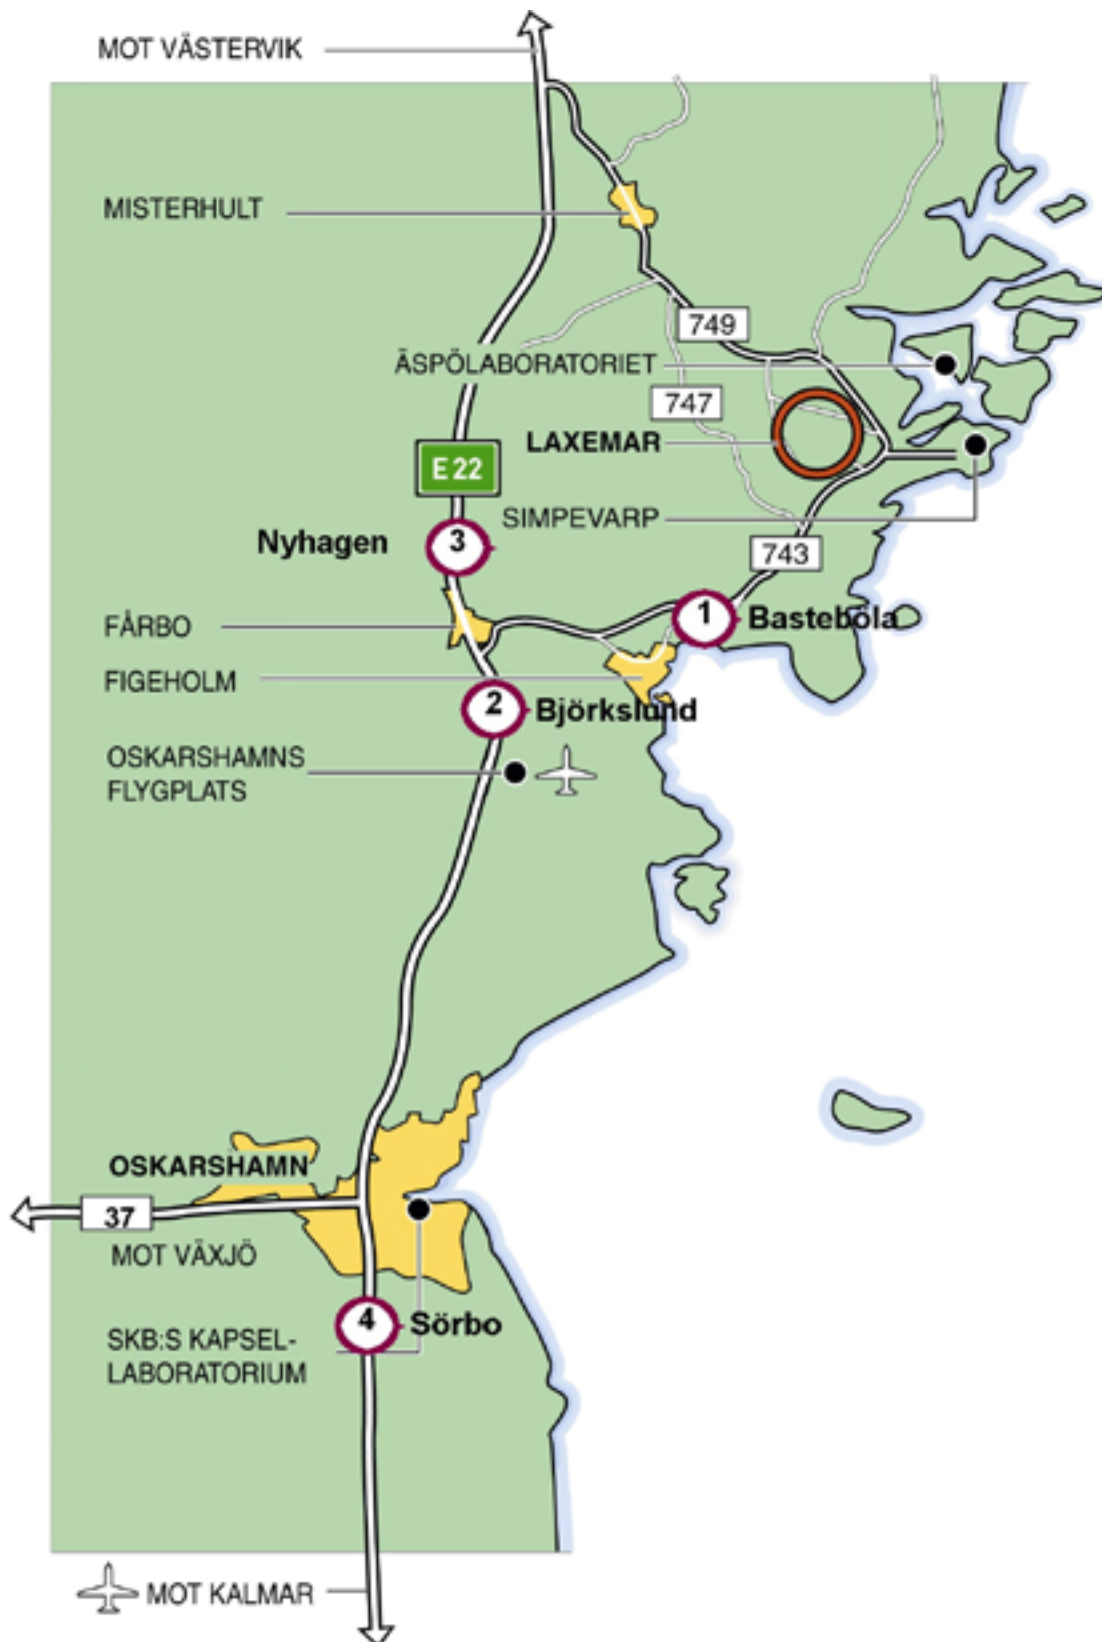 MOT VÄSTERVIK
MISTERHULT
749
ÄSPÖLABORATORIET
747
LAXEMAR
E 22
SIMPEVARP
Nyhagen
3
743
1
Basteböla
FÅRBO
FIGEHOLM
2
Björkslund
OSKARSHAMNS
FLYGPLATS
OSKARSHAMN
37
MOT VÄXJÖ
4
Sörbo
SKB:S KAPSEL-
LABORATORIUM
MOT KALMAR